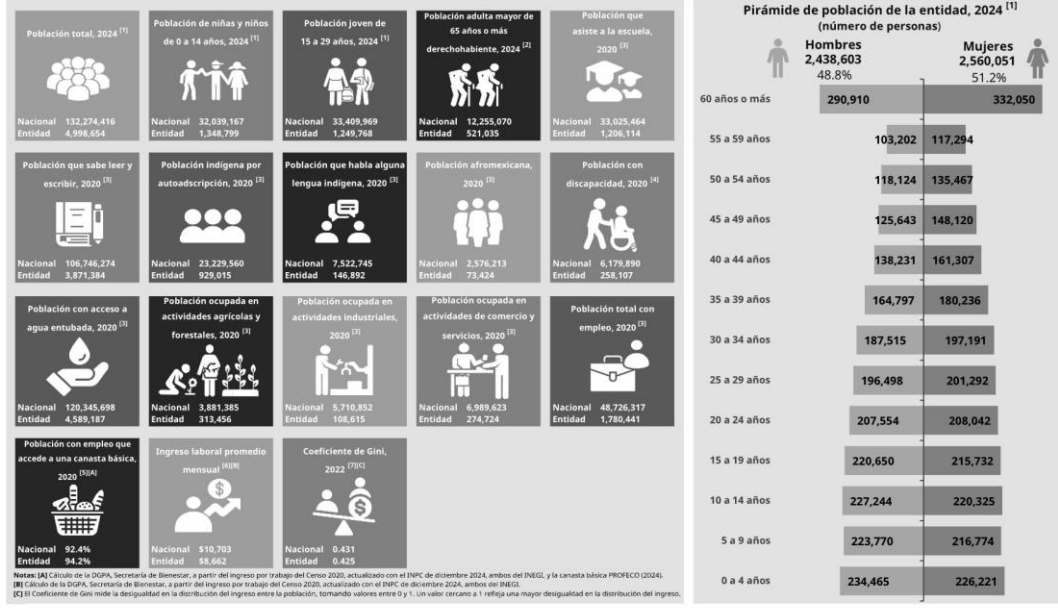 Población total, 2024 [1]
Nacional 132,274,416
Entidad 4,998,654
Población de niñas y niños
de 0 a 14 años, 2024 [1]
Nacional 32,039,167
Entidad 1,348,799
Población joven de
15 a 29 años, 2024 [1]
Nacional 33,409,969
Entidad 1,249,768
Población adulta mayor de
65 años o más
derechohabiente, 2024 [2]
Nacional 12,255,070
Entidad 521,035
Población que
asiste a la escuela,
2020 [3]
Nacional 33,025,464
Entidad 1,206,114
Población que sabe leer y
escribir, 2020 [3]
Nacional 106,746,274
Entidad 3,871,384
Población indígena por
autoadscripción, 2020 [3]
Nacional 23,229,560
Entidad 929,015
Población que habla alguna
lengua indígena, 2020 [3]
Nacional 7,522,745
Entidad 146,892
Población afromexicana,
2020 [3]
Nacional 2,576,213
Entidad 73,424
Población con
discapacidad, 2020 [4]
Nacional 6,179,890
Entidad 258,107
Población con acceso a
agua entubada, 2020 [3]
Nacional 120,345,698
Entidad 4,589,187
Población ocupada en
actividades agrícolas y
forestales, 2020 [3]
Nacional 3,881,385
Entidad 313,456
Población ocupada en
actividades industriales,
2020 [3]
Nacional 5,710,852
Entidad 108,615
Población ocupada en
actividades de comercio y
servicios, 2020 [3]
Nacional 6,989,623
Entidad 274,724
Población total con
empleo, 2020 [3]
Nacional 48,726,317
Entidad 1,780,441
Población con empleo que
accede a una canasta básica,
2020 [5][A]
Nacional 92.4%
Entidad 94.2%
Ingreso laboral promedio
mensual [6][B]
Nacional $10,703
Entidad $8,662
Coeficiente de Gini,
2022 [7][C]
Nacional 0.431
Entidad 0.425
Notas: [A] Cálculo de la DGPA, Secretaría de Bienestar, a partir del ingreso por trabajo del Censo 2020, actualizado con el INPC de diciembre 2024, ambos del INEGI, y la canasta básica PROFECO (2024).
[B] Cálculo de la DGPA, Secretaría de Bienestar, a partir del ingreso por trabajo del Censo 2020, actualizado con el INPC de diciembre 2024, ambos del INEGI.
[C] El Coeficiente de Gini mide la desigualdad en la distribución del ingreso entre la población, tomando valores entre 0 y 1. Un valor cercano a 1 refleja una mayor desigualdad en la distribución del ingreso.
Pirámide de población de la entidad, 2024 [1]
(número de personas)
Hombres
2,438,603
48.8%
Mujeres
2,560,051
51.2%
60 años o más 290,910 332,050
55 a 59 años 103,202 117,294
50 a 54 años 118,124 135,467
45 a 49 años 125,643 148,120
40 a 44 años 138,231 161,307
35 a 39 años 164,797 180,236
30 a 34 años 187,515 197,191
25 a 29 años 196,498 201,292
20 a 24 años 207,554 208,042
15 a 19 años 220,650 215,732
10 a 14 años 227,244 220,325
5 a 9 años 223,770 216,774
0 a 4 años 234,465 226,221